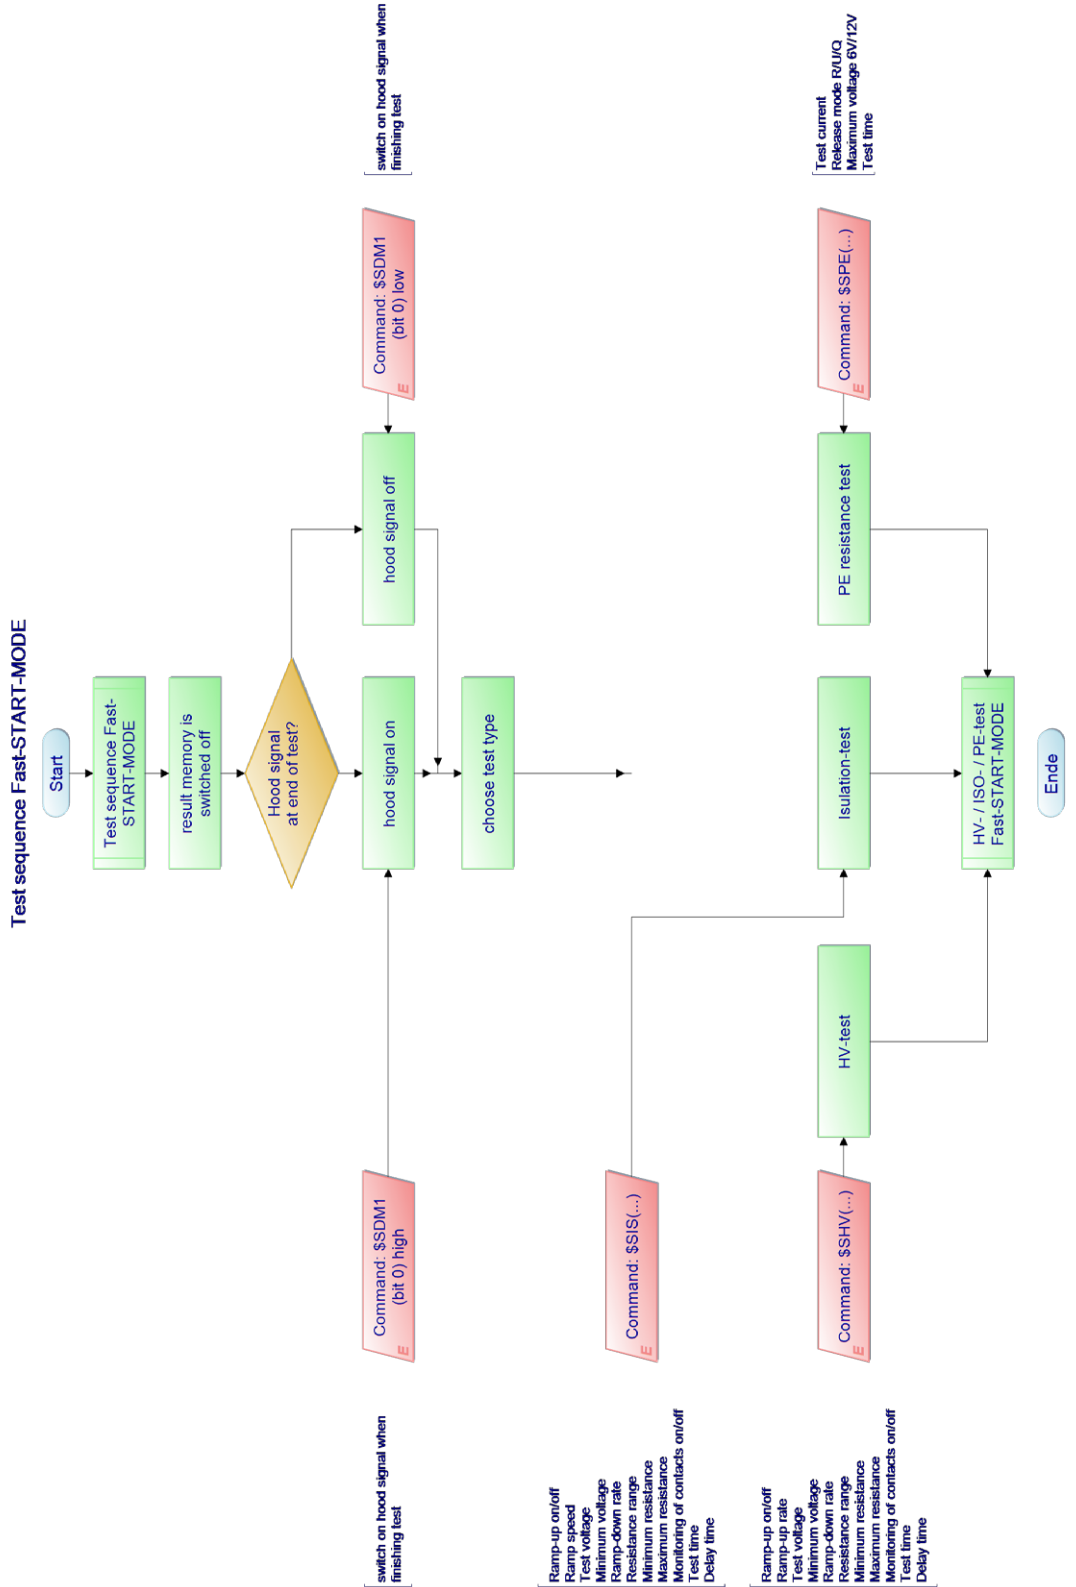 Test sequence Fast-START-MODE
Start
Test sequence Fast-
START-MODE
result memory is
switched off
Hood signal
at end of test?
switch on hood signal when
finishing test
Command: $SDM1
(bit 0) high
E
hood signal on
hood signal off
Command: $SDM1
(bit 0) low
E
switch on hood signal when
finishing test
choose test type
Ramp-up on/off
Ramp speed
Test voltage
Minimum voltage
Ramp-down rate
Resistance range
Minimum resistance
Maximum resistance
Monitoring of contacts on/off
Test time
Delay time
Command: $SIS(...)
E
Ramp-up on/off
Ramp-up rate
Test voltage
Minimum voltage
Ramp-down rate
Resistance range
Minimum resistance
Maximum resistance
Monitoring of contacts on/off
Test time
Delay time
Command: $SHV(...)
E
HV-test
Isulation-test
PE resistance test
Command: $SPE(...)
E
Test current
Release mode R/U/Q
Maximum voltage 6V/12V
Test time
HV- / ISO- / PE-test
Fast-START-MODE
Ende